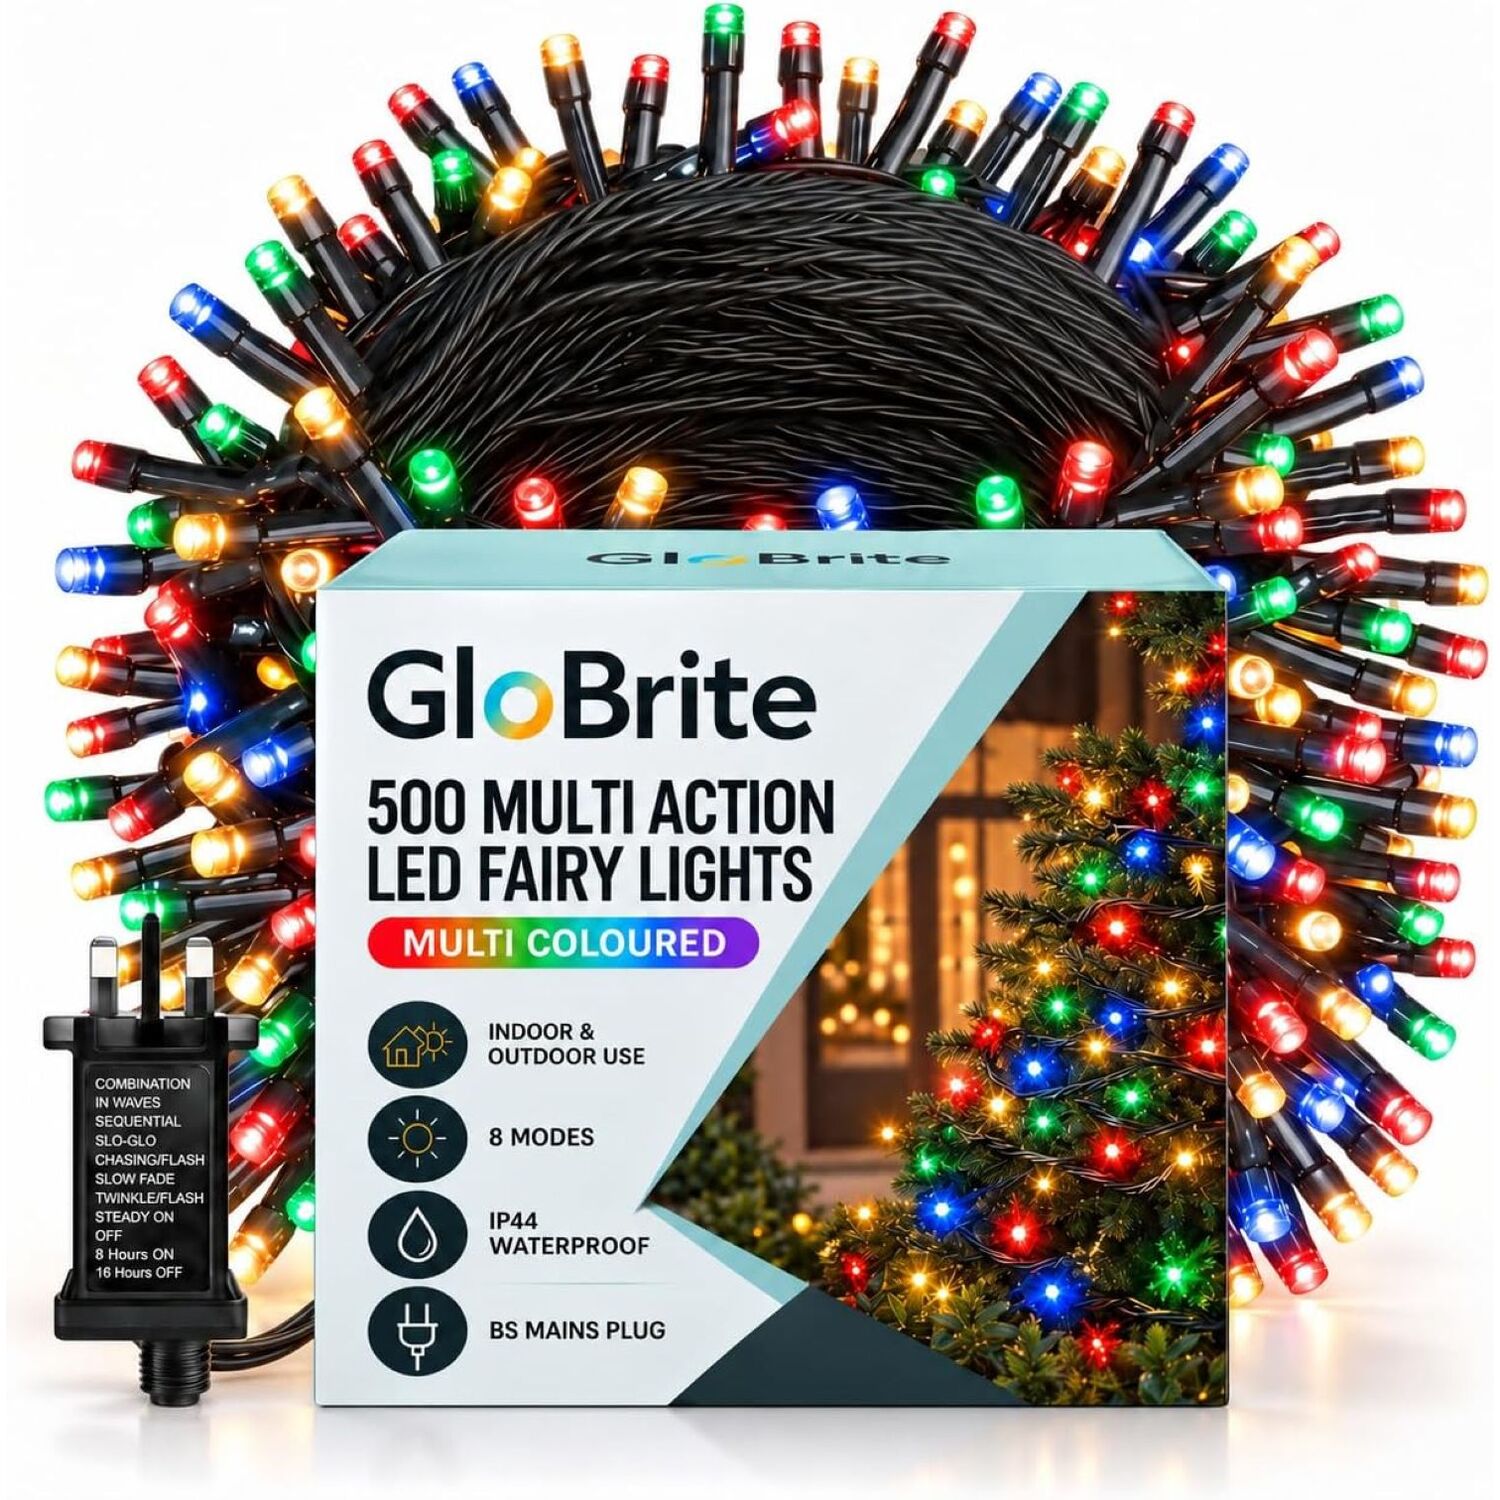 GloBrite
GloBrite
500 MULTI ACTION
LED FAIRY LIGHTS
MULTI COLOURED
INDOOR &
OUTDOOR USE
8 MODES
IP44
WATERPROOF
BS MAINS PLUG
COMBINATION
IN WAVES
SEQUENTIAL
SLO-GLO
CHASING/FLASH
SLOW FADE
TWINKLE/FLASH
STEADY ON
OFF
8 Hours ON
16 Hours OFF